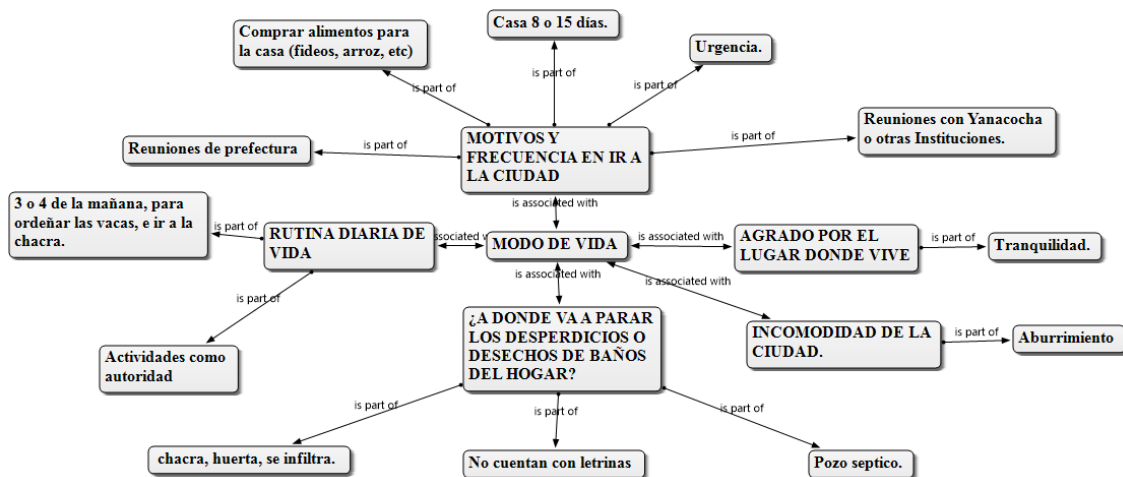 Casa 8 o 15 días.
Comprar alimentos para
la casa (fideos, arroz, etc)
Urgencia.
is part of
is part of
is part of
Reuniones con Yanacocha
o otras Instituciones.
MOTIVOS Y
FRECUENCIA EN IR A
LA CIUDAD
is part of
Reuniones de prefectura
is part of
3 o 4 de la mañana, para
ordeñar las vacas, e ir a la
chacra.
is part of
is associated with
RUTINA DIARIA DE
VIDA
ssociated w
MODO DE VIDA
is associated with
AGRADO POR EL
LUGAR DONDE VIVE
is part of
Tranquilidad.
is associated with
is associated with
is part of
¿A DONDE VA A PARAR
LOS DESPERDICIOS O
DESECHOS DE BAÑOS
DEL HOGAR?
INCOMODIDAD DE LA
CIUDAD.
is part of
Aburrimiento
Actividades como
autoridad
is part of
is part of
is part of
chacra, huerta, se infiltra.
No cuentan con letrinas
Pozo septico.